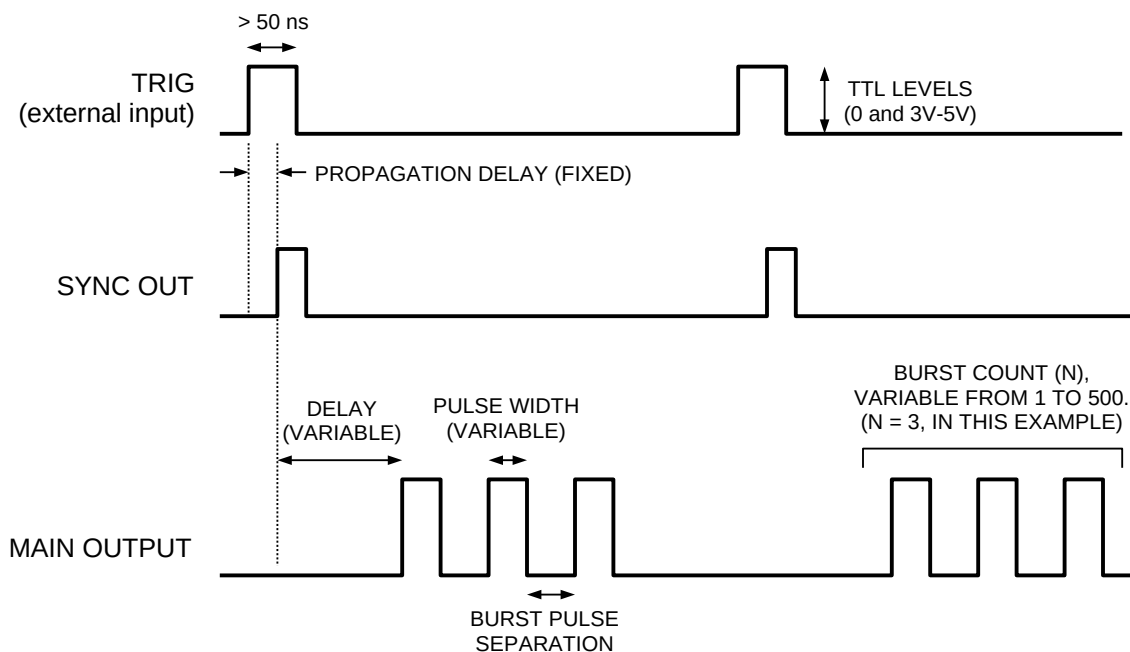 > 50 ns
TRIG
(external input)
TTL LEVELS
(0 and 3V-5V)
PROPAGATION DELAY (FIXED)
SYNC OUT
BURST COUNT (N),
VARIABLE FROM 1 TO 500.
(N = 3, IN THIS EXAMPLE)
DELAY
(VARIABLE)
PULSE WIDTH
(VARIABLE)
MAIN OUTPUT
BURST PULSE
SEPARATION